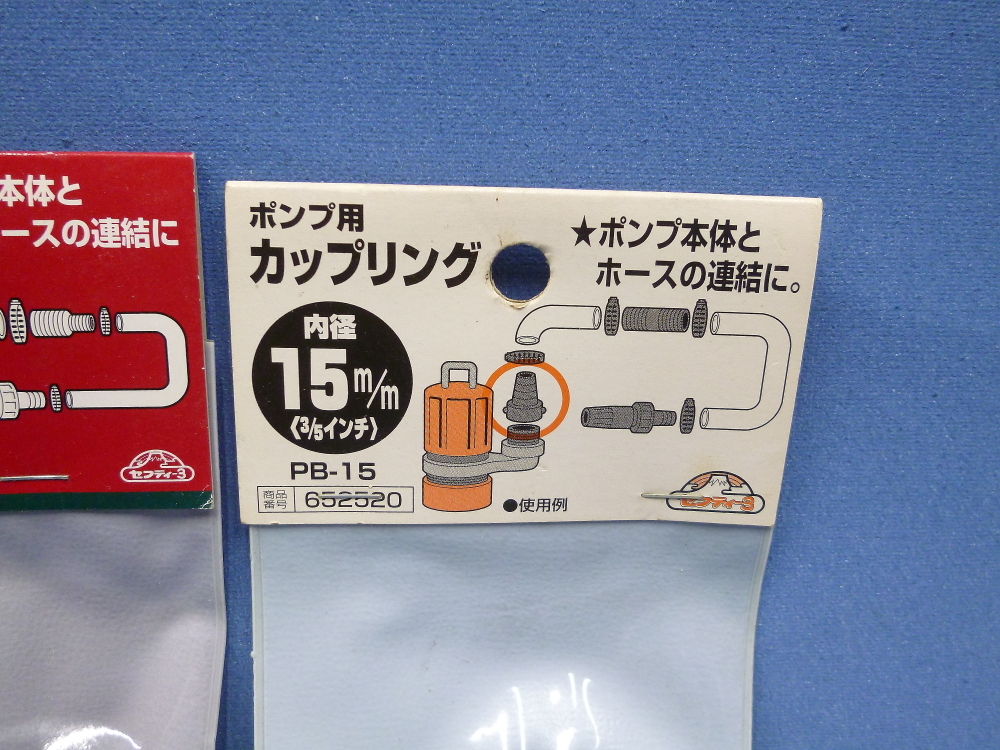 本体と
ースの連結に
セフティー3
ポンプ用
カップリング
★ポンプ本体と
ホースの連結に。
内径
15m/m
〈3/5インチ〉
PB-15
商品番号 652520
●使用例
セフティー3